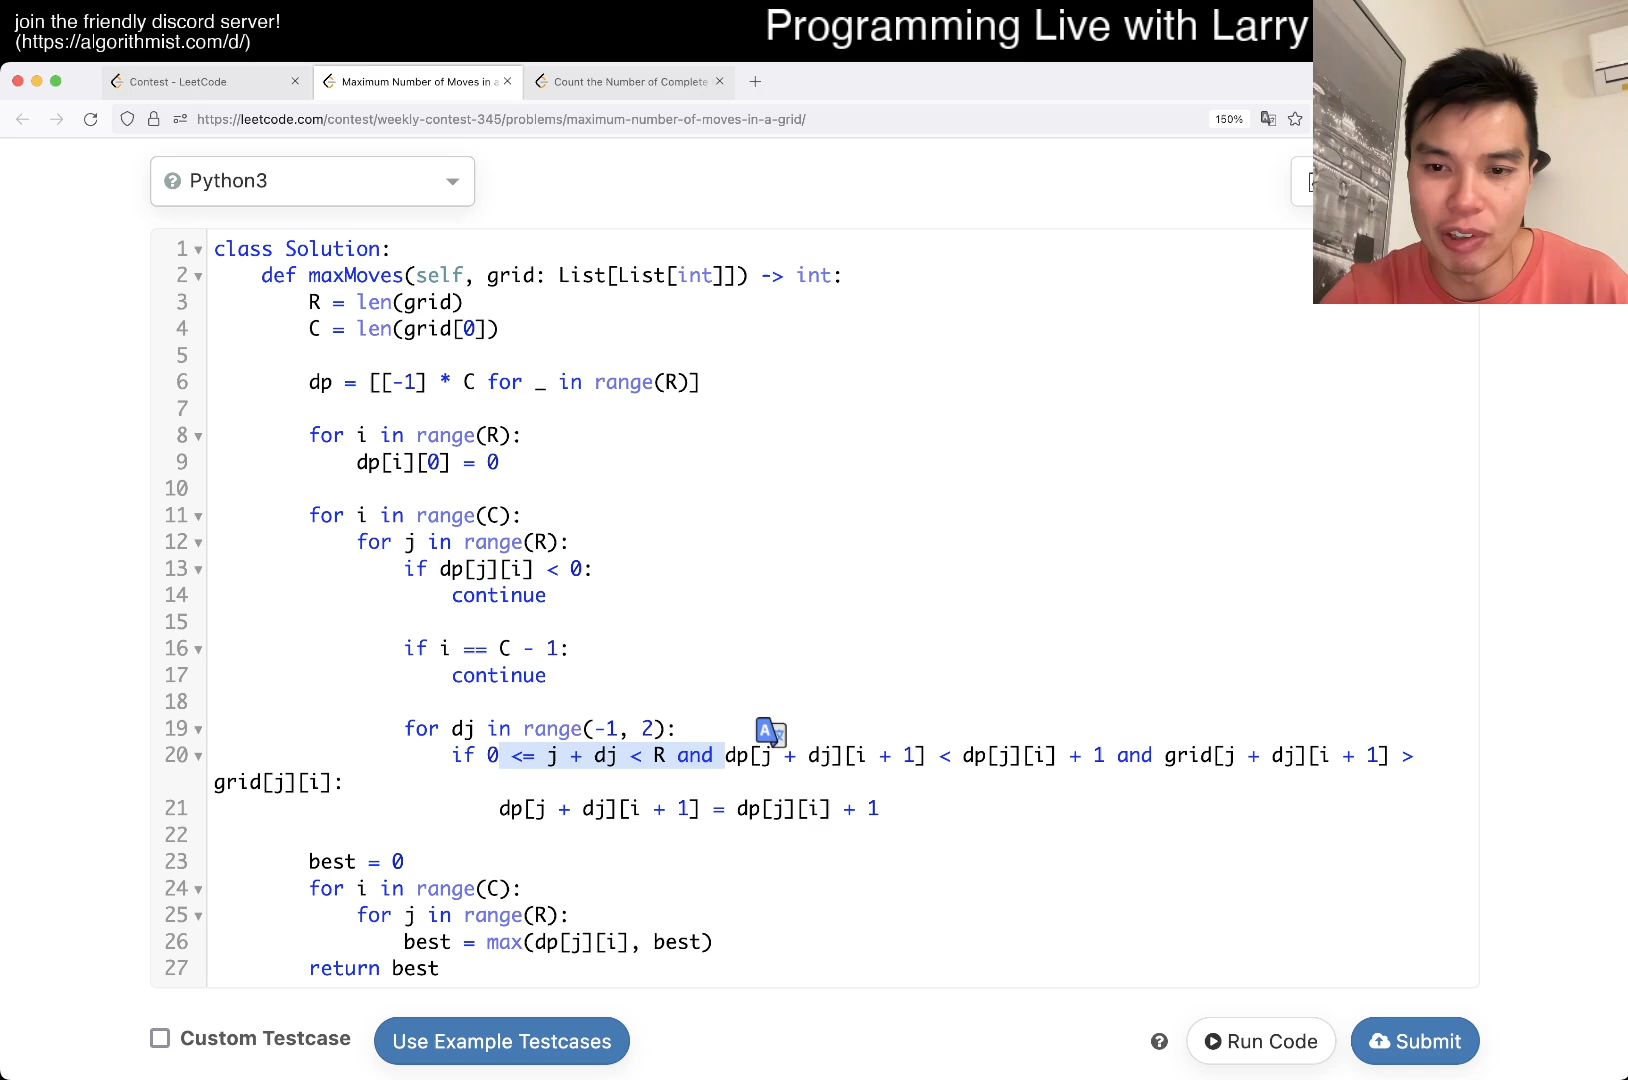 join the friendly discord server!
(https://algorithmist.com/d/)
Programming Live with Larry
Contest - LeetCode
Maximum Number of Moves in a
Count the Number of Complete
https://leetcode.com/contest/weekly-contest-345/problems/maximum-number-of-moves-in-a-grid/
150%
Python3
1 class Solution:
2 def maxMoves(self, grid: List[List[int]]) -> int:
3 R = len(grid)
4 C = len(grid[0])
5
6 dp = [[-1] * C for _ in range(R)]
7
8 for i in range(R):
9 dp[i][0] = 0
10
11 for i in range(C):
12 for j in range(R):
13 if dp[j][i] < 0:
14 continue
15
16 if i == C - 1:
17 continue
18
19 for dj in range(-1, 2):
20 if 0 <= j + dj < R and dp[j + dj][i + 1] < dp[j][i] + 1 and grid[j + dj][i + 1] >
grid[j][i]:
21 dp[j + dj][i + 1] = dp[j][i] + 1
22
23 best = 0
24 for i in range(C):
25 for j in range(R):
26 best = max(dp[j][i], best)
27 return best
Custom Testcase
Use Example Testcases
Run Code
Submit